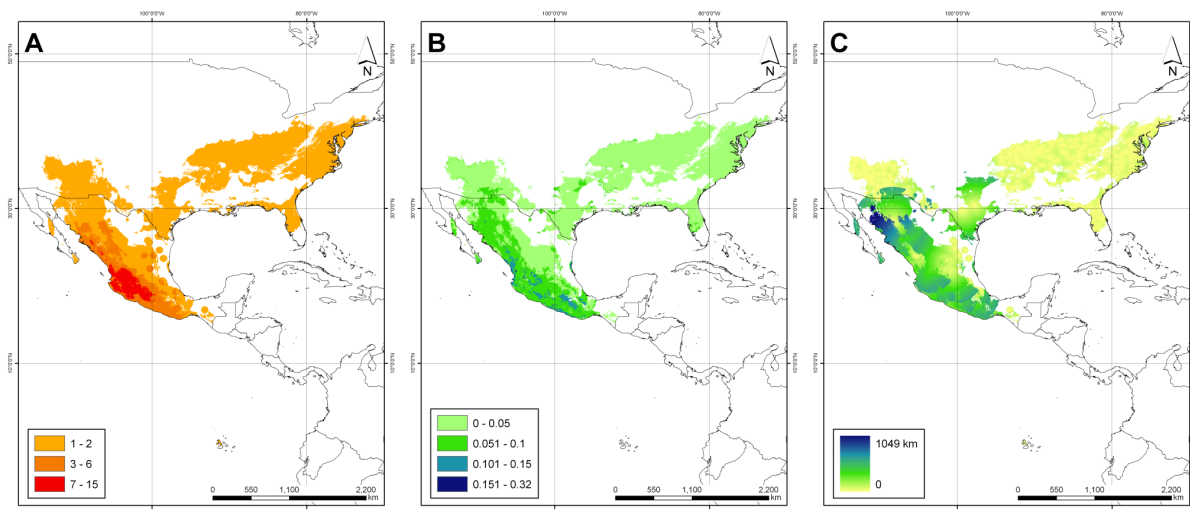 100°0'0"W 80°0'0"W
A
N
50°0'0"N
30°0'0"N
10°0'0"N
1 - 2
3 - 6
7 - 15
0 550 1,100 2,200
km
100°0'0"W 80°0'0"W
B
N
50°0'0"N
30°0'0"N
10°0'0"N
0 - 0.05
0.051 - 0.1
0.101 - 0.15
0.151 - 0.32
0 550 1,100 2,200
km
100°0'0"W 80°0'0"W
C
N
50°0'0"N
30°0'0"N
10°0'0"N
1049 km
0
0 550 1,100 2,200
km